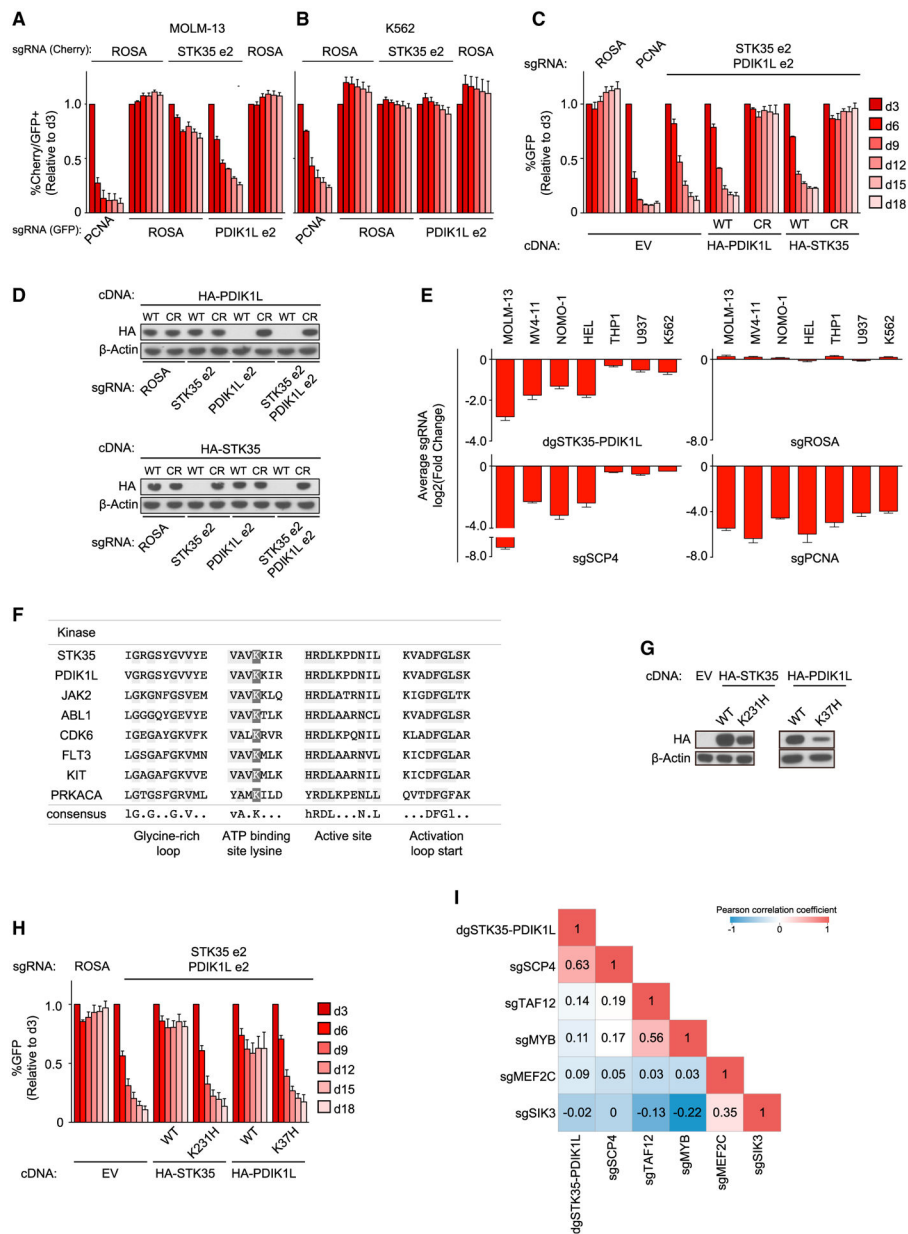 A
MOLM-13
sgRNA (Cherry):
ROSA
STK35 e2
ROSA
%Cherry/GFP+
(Relative to d3)
1.0
0.5
0
sgRNA (GFP)
PCNA
ROSA
PDIK1L e2
B
K562
ROSA
STK35 e2
ROSA
PCNA
ROSA
PDIK1L e2
C
sgRNA:
ROSA
PCNA
STK35 e2
PDIK1L e2
%GFP
(Relative to d3)
1.0
0.5
0
d3
d6
d9
d12
d15
d18
WT
CR
WT
CR
cDNA:
EV
HA-PDIK1L
HA-STK35
D
cDNA:
HA-PDIK1L
WT CR WT CR WT CR WT CR
HA
β-Actin
sgRNA:
ROSA
STK35 e2
PDIK1L e2
STK35 e2
PDIK1L e2
cDNA:
HA-STK35
WT CR WT CR WT CR WT CR
HA
β-Actin
sgRNA:
ROSA
STK35 e2
PDIK1L e2
STK35 e2
PDIK1L e2
E
Average sgRNA
log2(Fold Change)
MOLM-13
MV4-11
NOMO-1
HEL
THP1
U937
K562
0
-2.0
-4.0
dgSTK35-PDIK1L
MOLM-13
MV4-11
NOMO-1
HEL
THP1
U937
K562
0
-8.0
sgROSA
0
-4.0
-8.0
sgSCP4
0
-4.0
-8.0
sgPCNA
F
Kinase
STK35 IGRGSYGVVYE VAVKKIR HRDLKPDNIL KVADFGLSK
PDIK1L VGRGSYGVVYE VAVKKIR HRDLKPDNIL KVADFGLSK
JAK2 LGKGNFGSVEM VAVKKLQ HRDLATRNIL KIGDFGLTK
ABL1 LGGGQYGEVYE VAVKTLK HRDLAARNCL KVADFGLSR
CDK6 IGEGAYGKVFK VALKRVR HRDLKPQNIL KLADFGLAR
FLT3 LGSGAFGKVMN VAVKMLK HRDLAARNVL KICDFGLAR
KIT LGAGAFGKVVE VAVKMLK HRDLAARNIL KICDFGLAR
PRKACA LGTGSFGRVML YAMKILD YRDLKPENLL QVTDFGFAK
consensus lG.G..G.V.. vA.K... hRDL...N.L ...DFGl..
Glycine-rich
loop
ATP binding
site lysine
Active site
Activation
loop start
G
cDNA:
EV
HA-STK35
HA-PDIK1L
WT
K231H
WT
K37H
HA
β-Actin
H
sgRNA:
ROSA
STK35 e2
PDIK1L e2
%GFP
(Relative to d3)
1.0
0.5
0
d3
d6
d9
d12
d15
d18
WT
K231H
WT
K37H
cDNA:
EV
HA-STK35
HA-PDIK1L
I
Pearson correlation coefficient
-1 0 1
dgSTK35-PDIK1L 1
sgSCP4 0.63 1
sgTAF12 0.14 0.19 1
sgMYB 0.11 0.17 0.56 1
sgMEF2C 0.09 0.05 0.03 0.03 1
sgSIK3 -0.02 0 -0.13 -0.22 0.35 1
dgSTK35-PDIK1L
sgSCP4
sgTAF12
sgMYB
sgMEF2C
sgSIK3